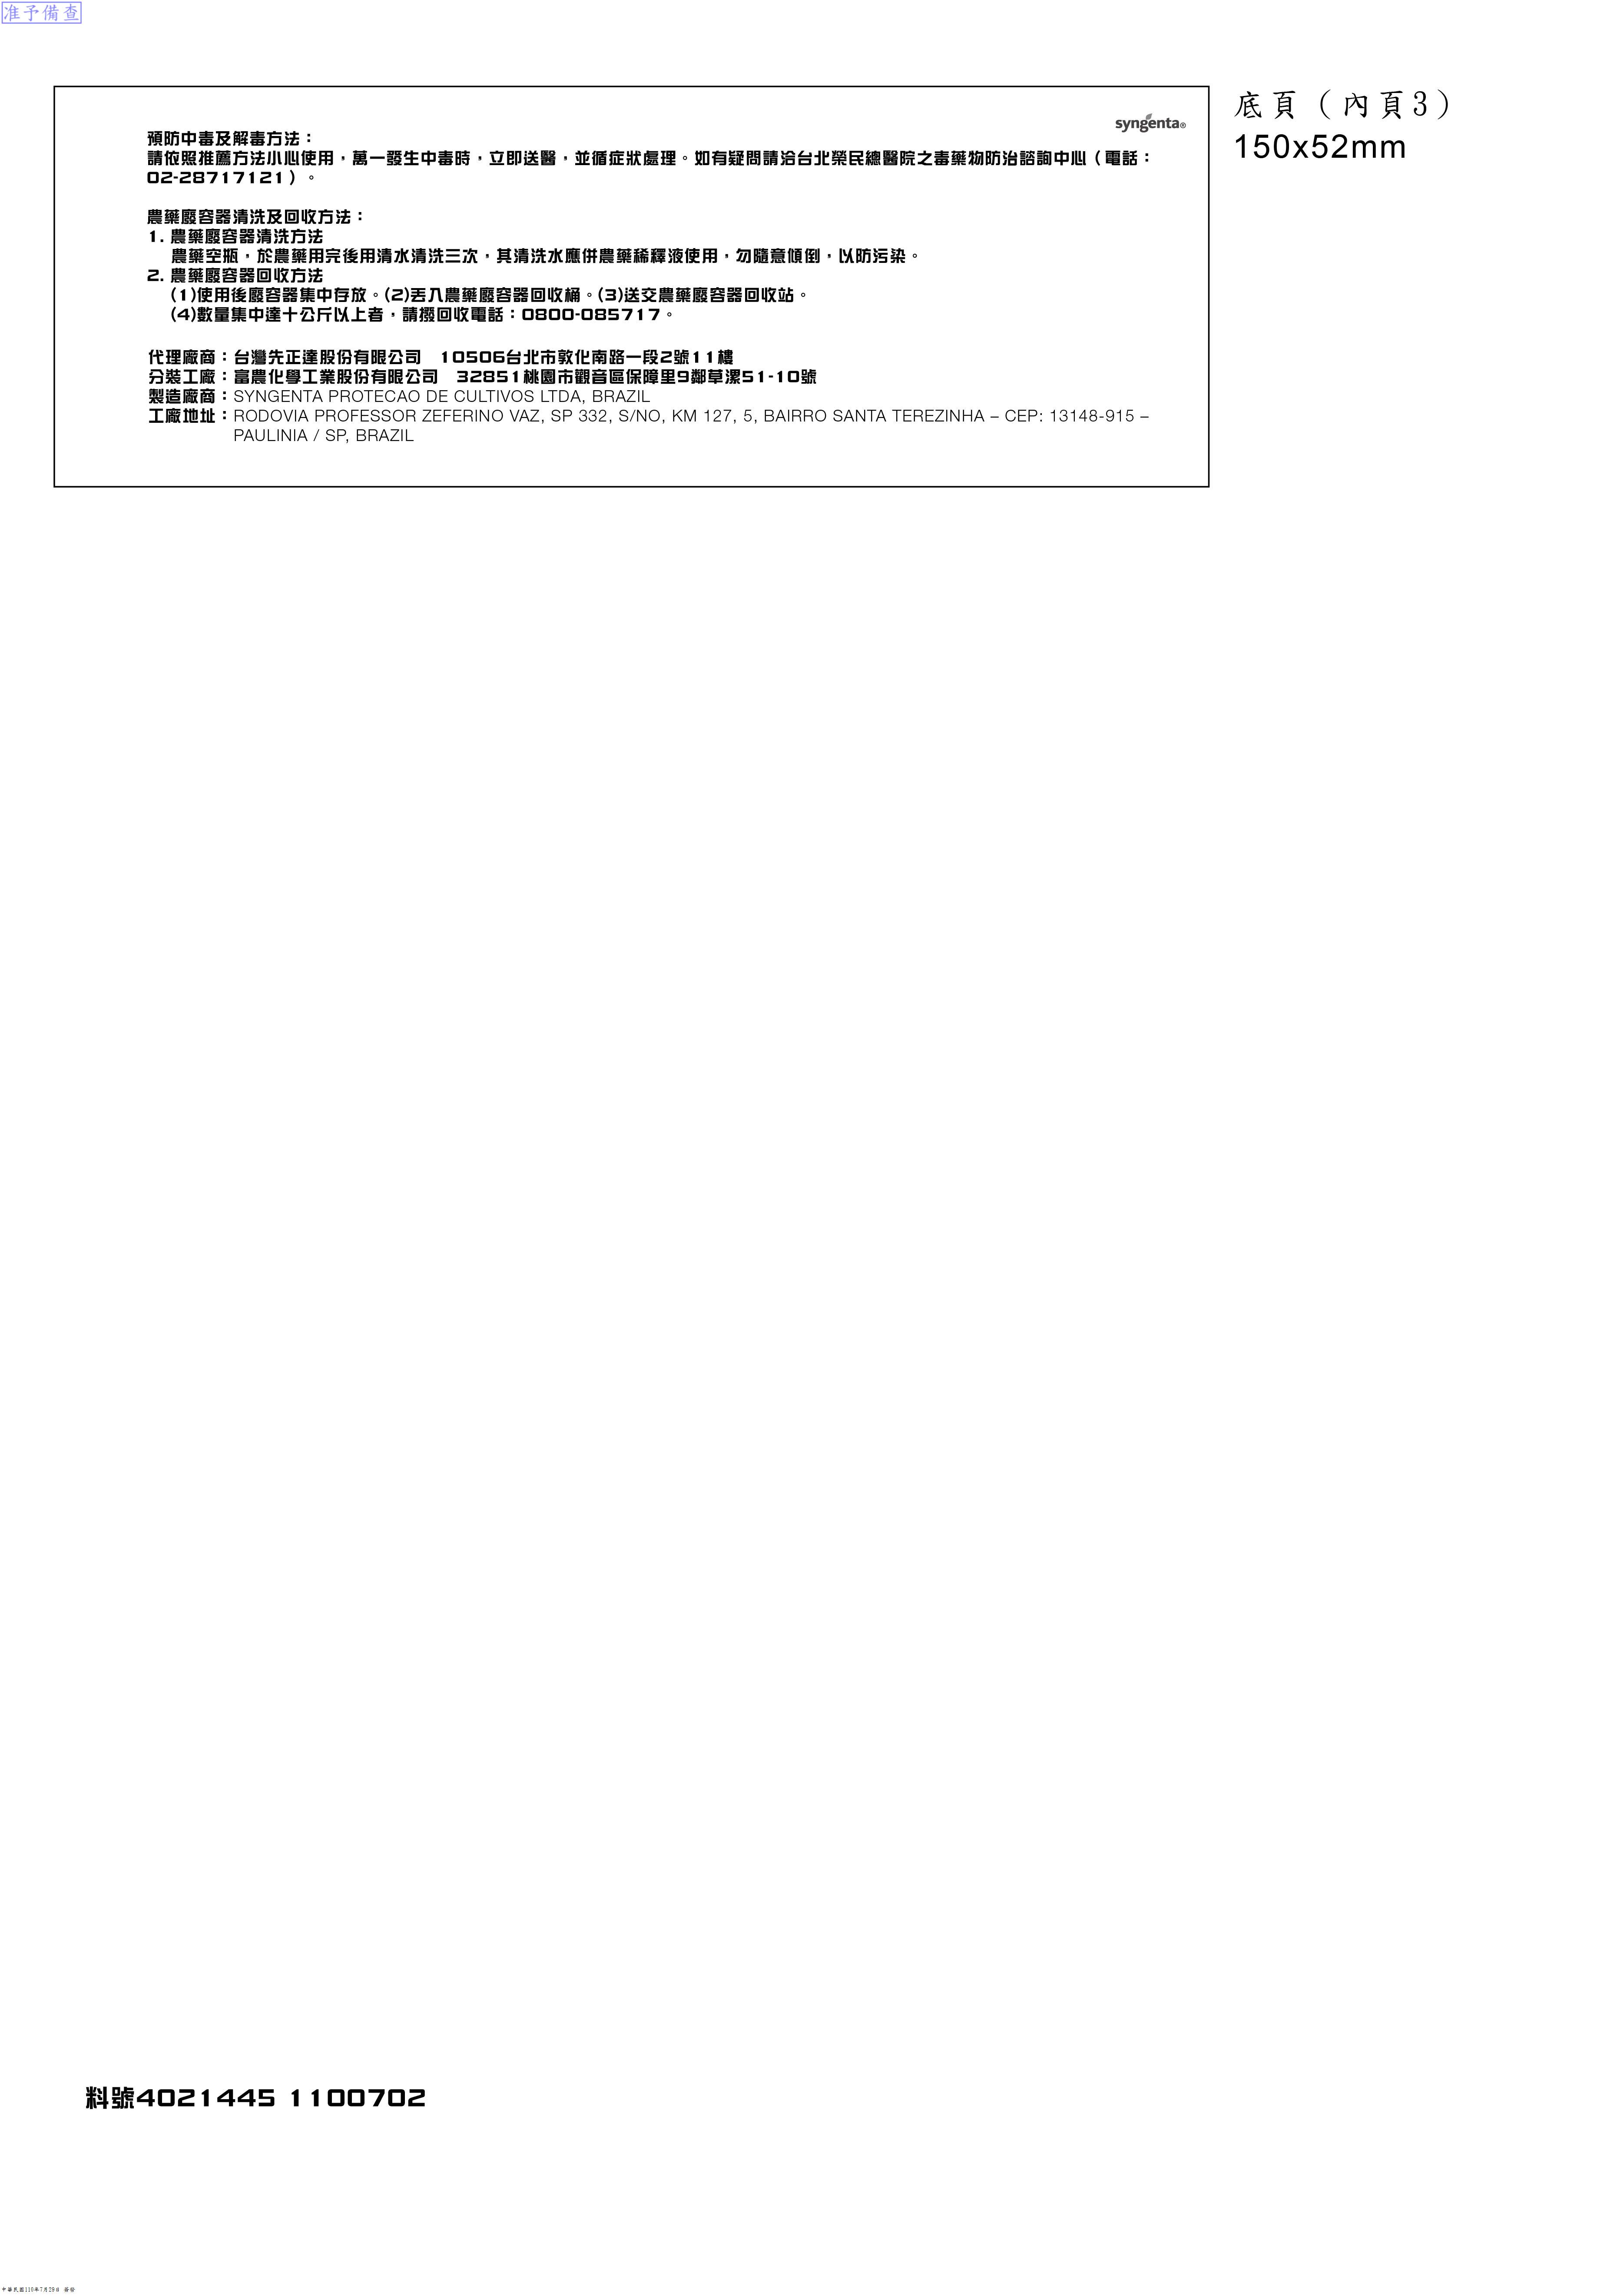 准予備查
底頁（內頁3）
150x52mm
syngenta®
預防中毒及解毒方法：
請依照推薦方法小心使用，萬一發生中毒時，立即送醫，並循症狀處理。如有疑問請洽台北榮民總醫院之毒藥物防治諮詢中心（電話：
02-28717121）。
農藥廢容器清洗及回收方法：
1. 農藥廢容器清洗方法
農藥空瓶，於農藥用完後用清水清洗三次，其清洗水應併農藥稀釋液使用，勿隨意傾倒，以防污染。
2. 農藥廢容器回收方法
(1)使用後廢容器集中存放。(2)丟入農藥廢容器回收桶。(3)送交農藥廢容器回收站。
(4)數量集中達十公斤以上者，請撥回收電話：0800-085717。
代理廠商：台灣先正達股份有限公司　10506台北市敦化南路一段2號11樓
分裝工廠：富農化學工業股份有限公司　32851桃園市觀音區保障里9鄰草漯51-10號
製造廠商：SYNGENTA PROTECAO DE CULTIVOS LTDA, BRAZIL
工廠地址：RODOVIA PROFESSOR ZEFERINO VAZ, SP 332, S/NO, KM 127, 5, BAIRRO SANTA TEREZINHA – CEP: 13148-915 –
PAULINIA / SP, BRAZIL
料號4021445 1100702
中華民國110年7月29日